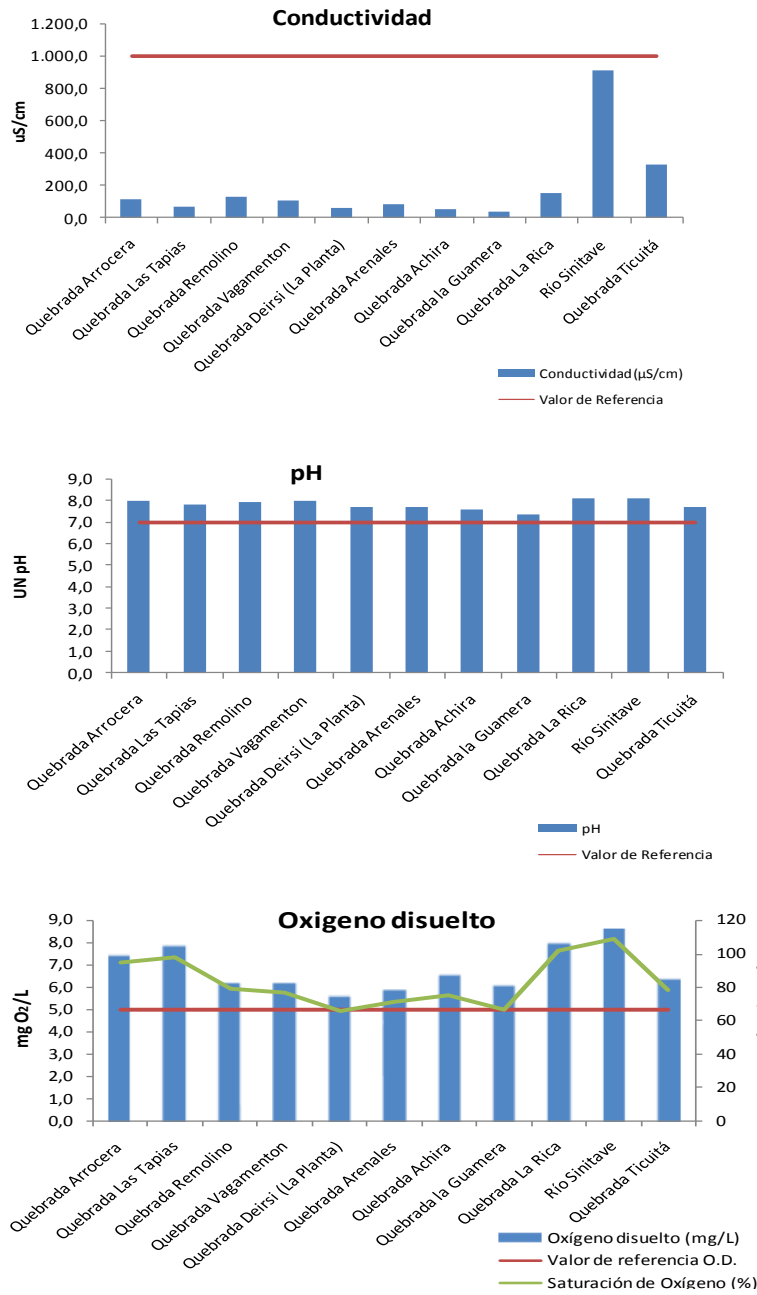 Conductividad
1.200,0
1.000,0
800,0
600,0
400,0
200,0
0,0
uS/cm
Quebrada Arrocera
Quebrada Las Tapias
Quebrada Remolino
Quebrada Vagamenton
Quebrada Deirsi (La Planta)
Quebrada Arenales
Quebrada Achira
Quebrada la Guamera
Quebrada La Rica
Río Sinitave
Quebrada Ticuitá
Conductividad (µS/cm)
Valor de Referencia
pH
9,0
8,0
7,0
6,0
5,0
4,0
3,0
2,0
1,0
0,0
UN pH
Quebrada Arrocera
Quebrada Las Tapias
Quebrada Remolino
Quebrada Vagamenton
Quebrada Deirsi (La Planta)
Quebrada Arenales
Quebrada Achira
Quebrada la Guamera
Quebrada La Rica
Río Sinitave
Quebrada Ticuitá
pH
Valor de Referencia
Oxigeno disuelto
9,0
8,0
7,0
6,0
5,0
4,0
3,0
2,0
1,0
0,0
mg O₂/L
120
100
80
60
40
20
0
Quebrada Arrocera
Quebrada Las Tapias
Quebrada Remolino
Quebrada Vagamenton
Quebrada Deirsi (La Planta)
Quebrada Arenales
Quebrada Achira
Quebrada la Guamera
Quebrada La Rica
Río Sinitave
Quebrada Ticuitá
Oxígeno disuelto (mg/L)
Valor de referencia O.D.
Saturación de Oxígeno (%)